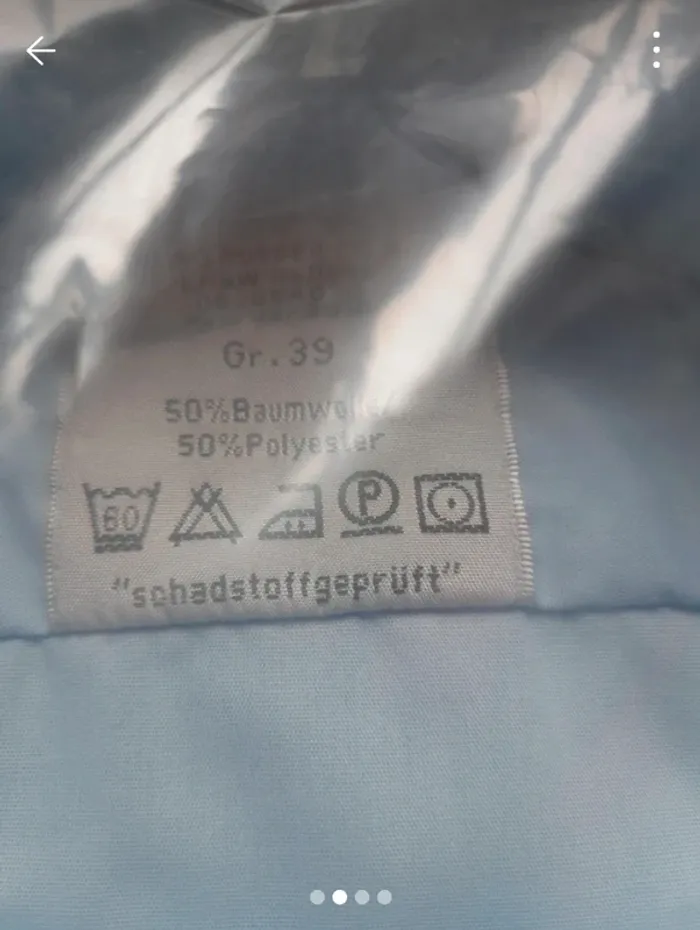 Gr.39
50%Baumwolle/
50%Polyester
60 P
"schadstoffgeprüft"